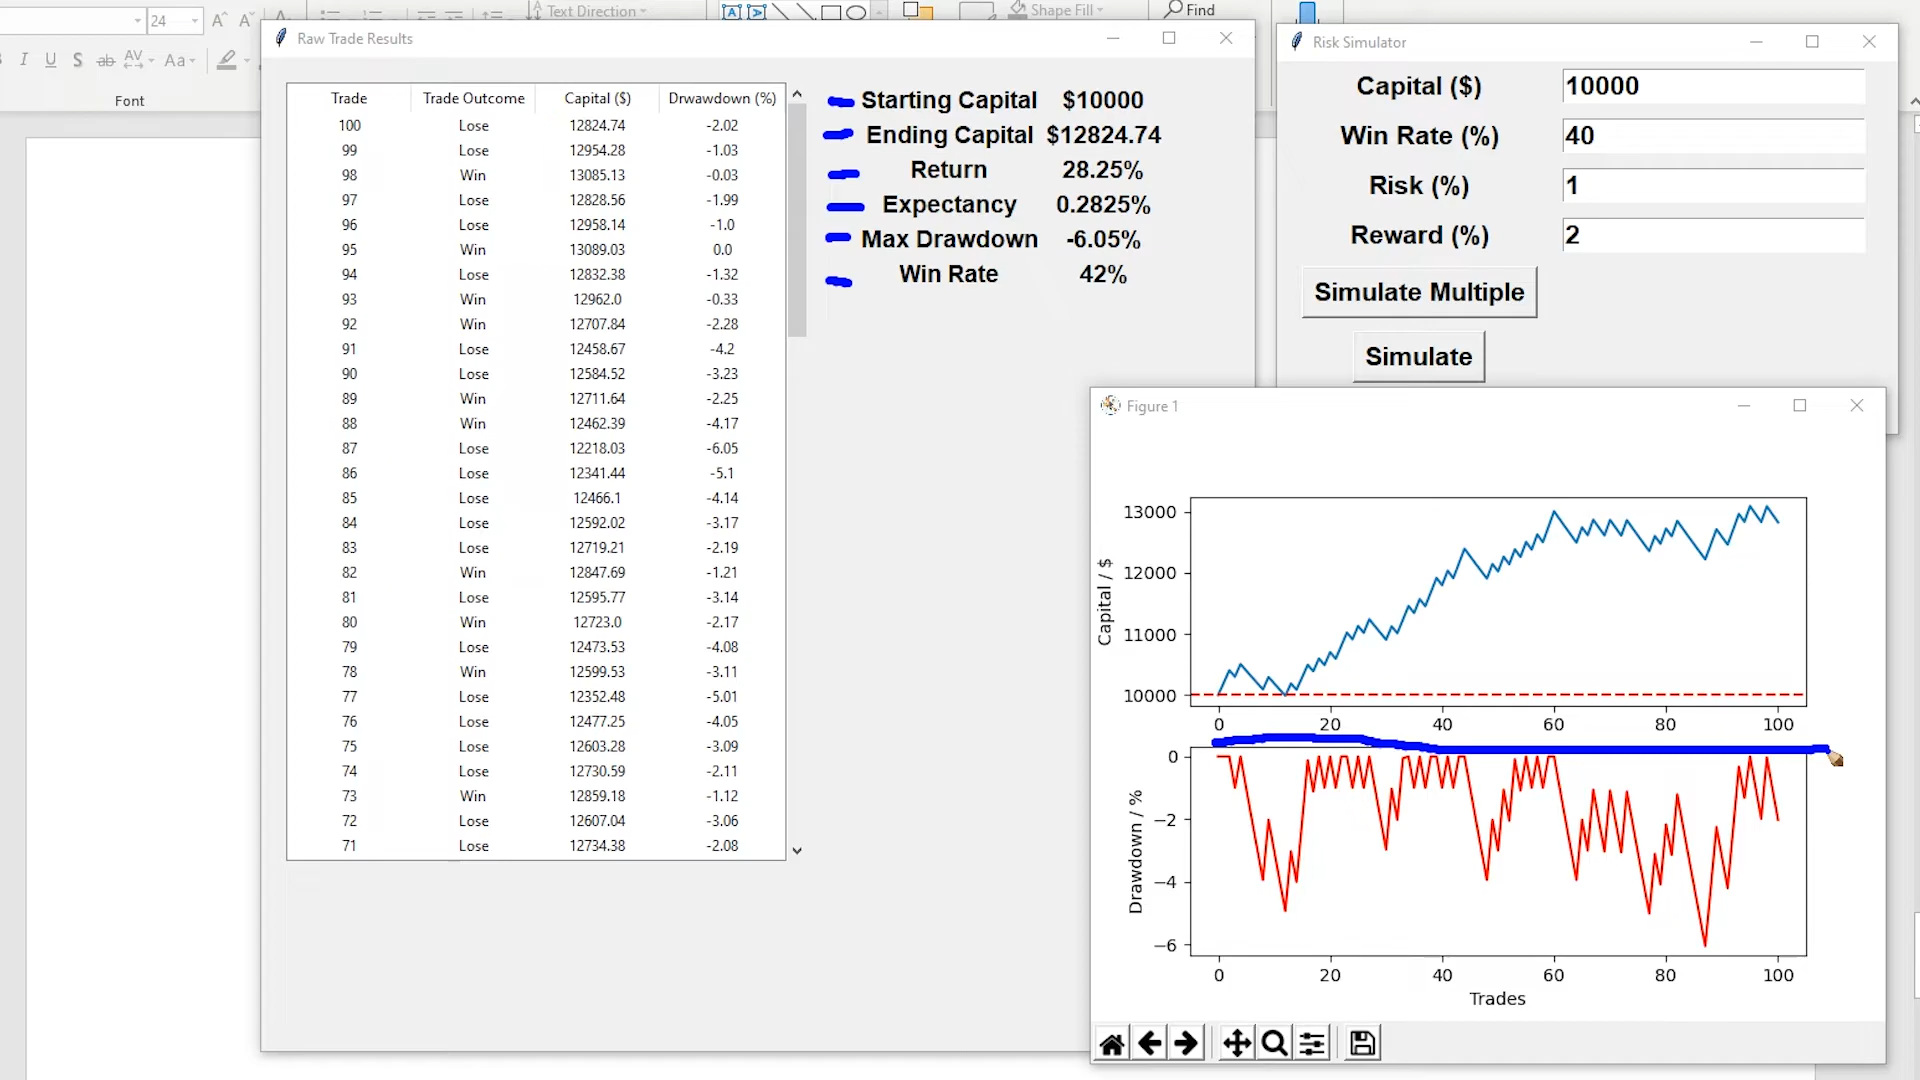 24
Text Direction
Shape Fill
Find
I U S ab AV Aa
Font
Raw Trade Results
Trade Trade Outcome Capital ($) Drwawdown (%)
100 Lose 12824.74 -2.02
99 Lose 12954.28 -1.03
98 Win 13085.13 -0.03
97 Lose 12828.56 -1.99
96 Lose 12958.14 -1.0
95 Win 13089.03 0.0
94 Lose 12832.38 -1.32
93 Win 12962.0 -0.33
92 Win 12707.84 -2.28
91 Lose 12458.67 -4.2
90 Lose 12584.52 -3.23
89 Win 12711.64 -2.25
88 Win 12462.39 -4.17
87 Lose 12218.03 -6.05
86 Lose 12341.44 -5.1
85 Lose 12466.1 -4.14
84 Lose 12592.02 -3.17
83 Lose 12719.21 -2.19
82 Win 12847.69 -1.21
81 Lose 12595.77 -3.14
80 Win 12723.0 -2.17
79 Lose 12473.53 -4.08
78 Win 12599.53 -3.11
77 Lose 12352.48 -5.01
76 Lose 12477.25 -4.05
75 Lose 12603.28 -3.09
74 Lose 12730.59 -2.11
73 Win 12859.18 -1.12
72 Lose 12607.04 -3.06
71 Lose 12734.38 -2.08
Starting Capital $10000
Ending Capital $12824.74
Return 28.25%
Expectancy 0.2825%
Max Drawdown -6.05%
Win Rate 42%
Risk Simulator
Capital ($) 10000
Win Rate (%) 40
Risk (%) 1
Reward (%) 2
Simulate Multiple
Simulate
Figure 1
Capital / $
13000
12000
11000
10000
0 20 40 60 80 100
Drawdown / %
0
−2
−4
−6
0 20 40 60 80 100
Trades